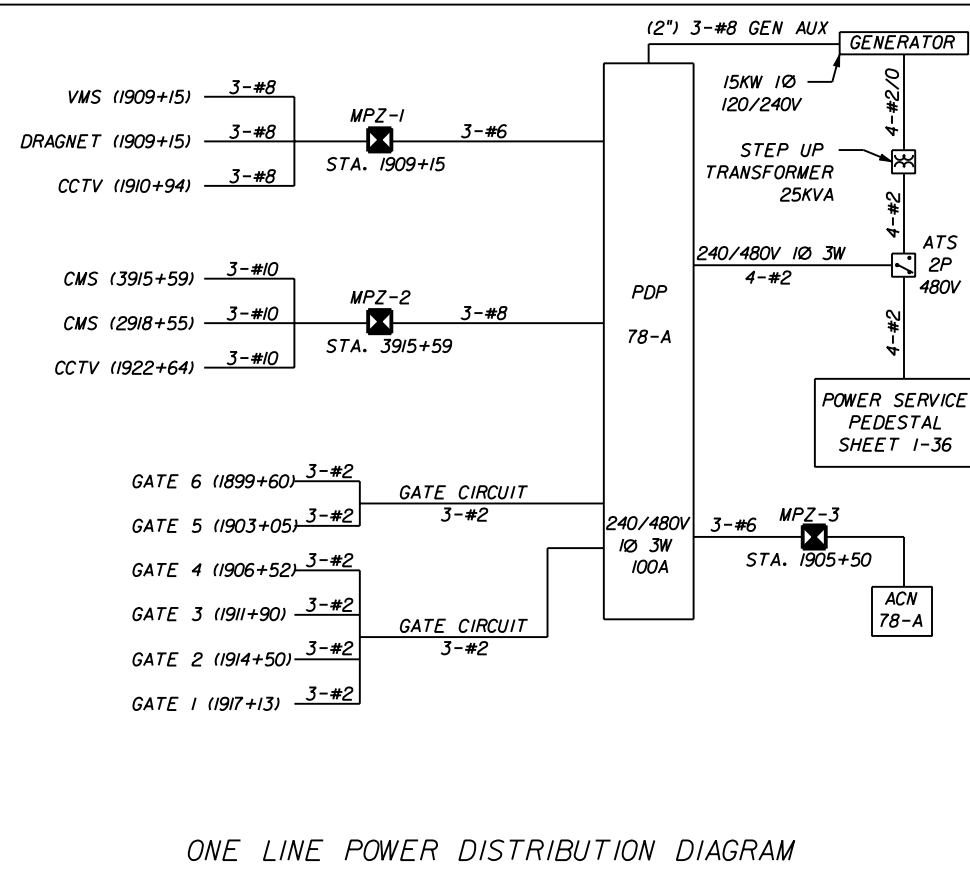 (2") 3-#8 GEN AUX
GENERATOR
15KW 1Ø
120/240V
4-#2/0
STEP UP
TRANSFORMER
25KVA
4-#2
ATS
2P
480V
240/480V 1Ø 3W
4-#2
4-#2
POWER SERVICE
PEDESTAL
SHEET 1-36
VMS (1909+15)
3-#8
DRAGNET (1909+15)
3-#8
CCTV (1910+94)
3-#8
MPZ-1
STA. 1909+15
3-#6
CMS (3915+59)
3-#10
CMS (2918+55)
3-#10
CCTV (1922+64)
3-#10
MPZ-2
STA. 3915+59
3-#8
PDP
78-A
240/480V
1Ø 3W
100A
GATE 6 (1899+60)
3-#2
GATE 5 (1903+05)
3-#2
GATE CIRCUIT
3-#2
GATE 4 (1906+52)
3-#2
GATE 3 (1911+90)
3-#2
GATE 2 (1914+50)
3-#2
GATE 1 (1917+13)
3-#2
GATE CIRCUIT
3-#2
3-#6
MPZ-3
STA. 1905+50
ACN
78-A
ONE LINE POWER DISTRIBUTION DIAGRAM